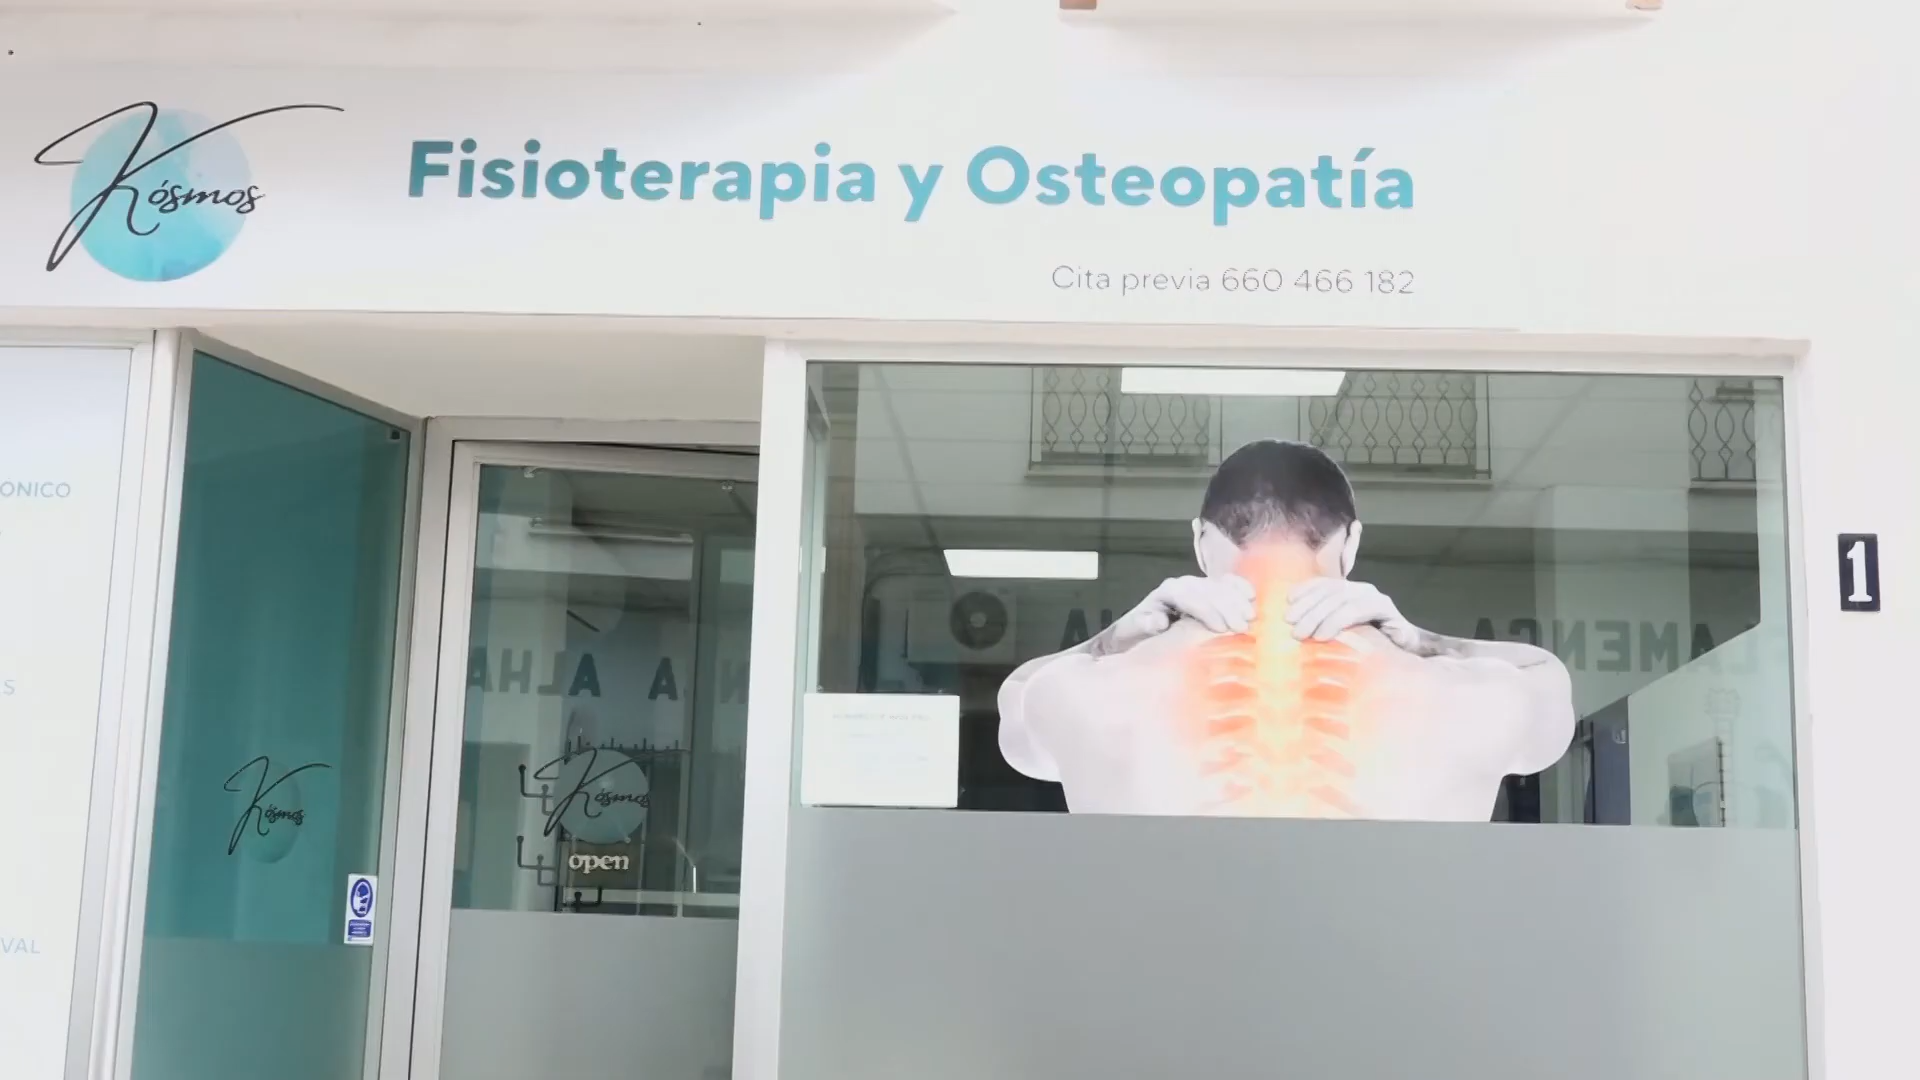 Kósmos
Fisioterapia y Osteopatía
Cita previa 660 466 182
ONICO
S
VAL
Kósmos
Kósmos
open
1